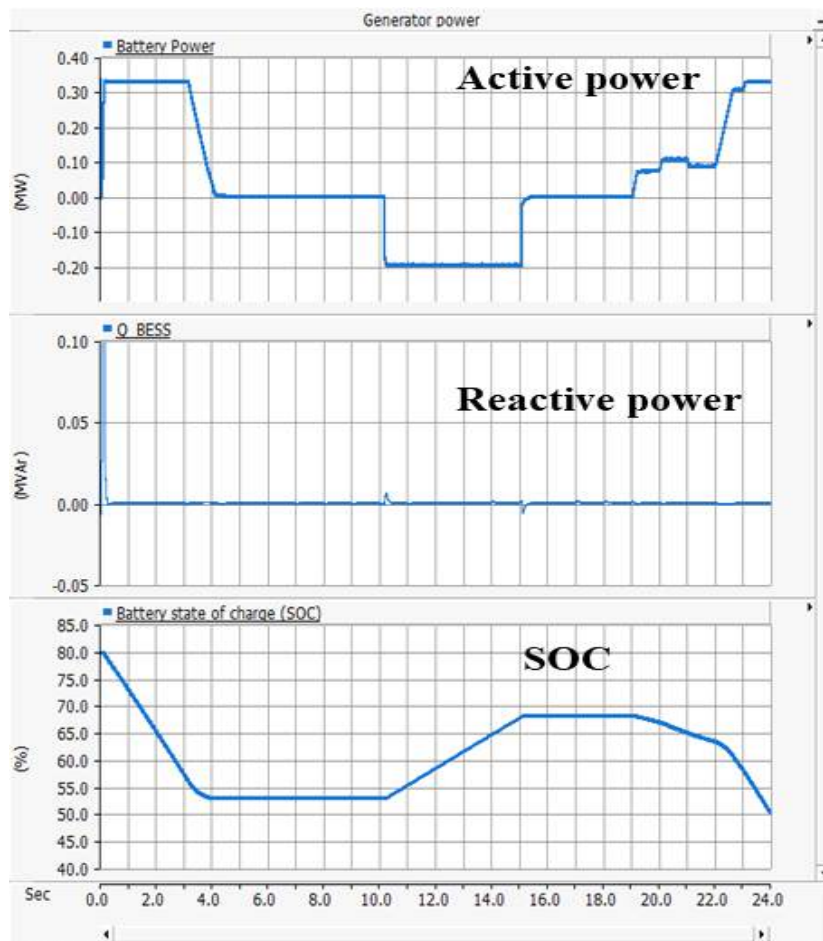 Generator power
Battery Power
Active power
0.40
0.30
0.20
0.10
0.00
-0.10
-0.20
(MW)
Q_BESS
Reactive power
0.10
0.05
0.00
-0.05
(MVAr)
Battery state of charge (SOC)
SOC
85.0
80.0
75.0
70.0
65.0
60.0
55.0
50.0
45.0
40.0
(%)
Sec 0.0 2.0 4.0 6.0 8.0 10.0 12.0 14.0 16.0 18.0 20.0 22.0 24.0